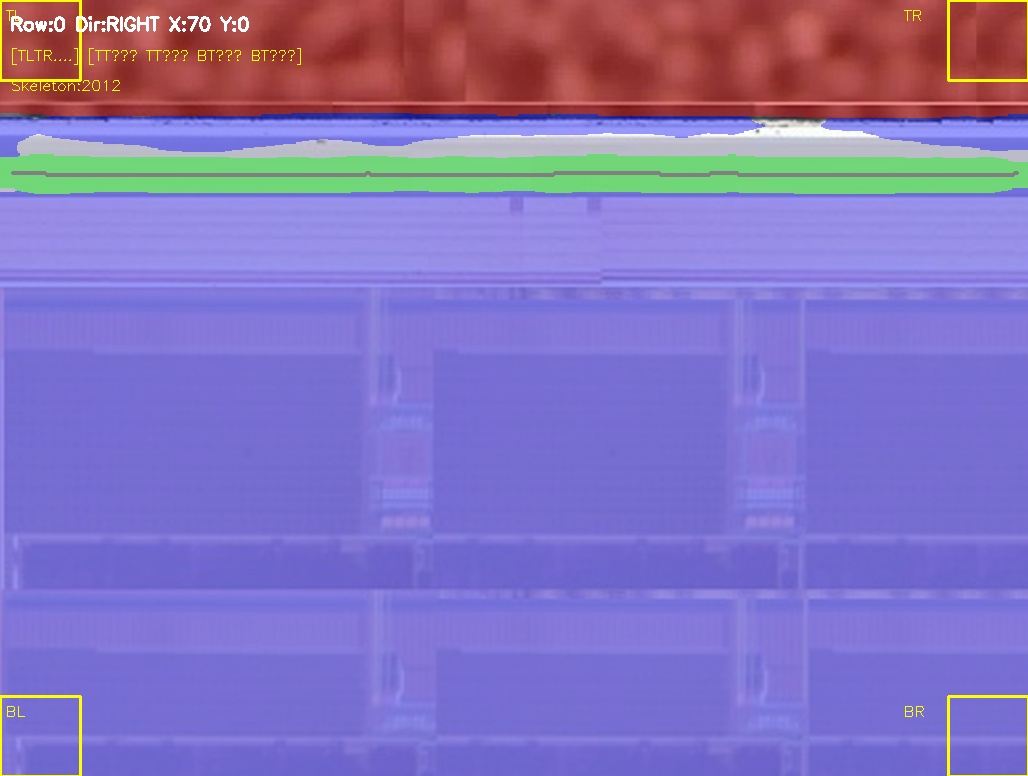 TL
Row:0 Dir:RIGHT X:70 Y:0
TR
[TLTR....] [TT??? TT??? BT??? BT???]
Skeleton:2012
BL
BR